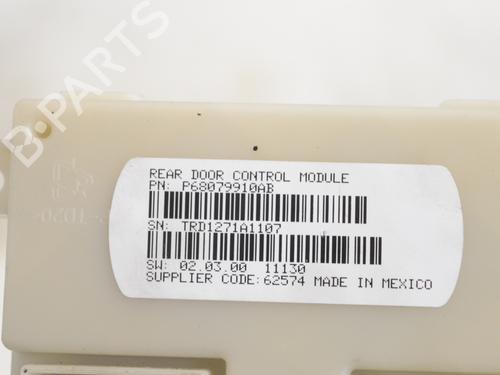 REAR DOOR CONTROL MODULE
PN: P68079910AB
SN: TRD1271A1107
SW: 02.03.00 11130
SUPPLIER CODE: 62574 MADE IN MEXICO
B-PARTS